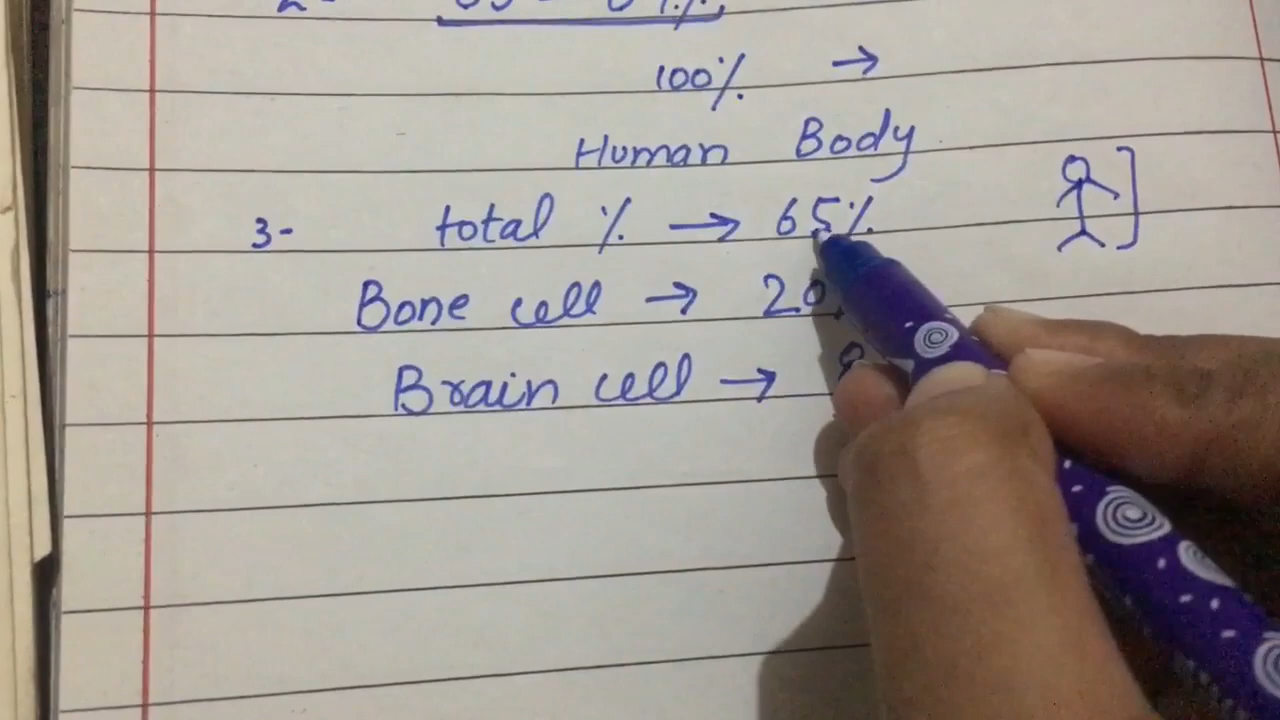 100%. →
Human Body
3- total % → 65%.
Bone cell → 20
Brain cell →